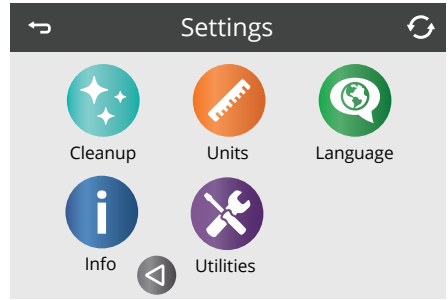 Settings
Cleanup
Units
Language
Info
Utilities